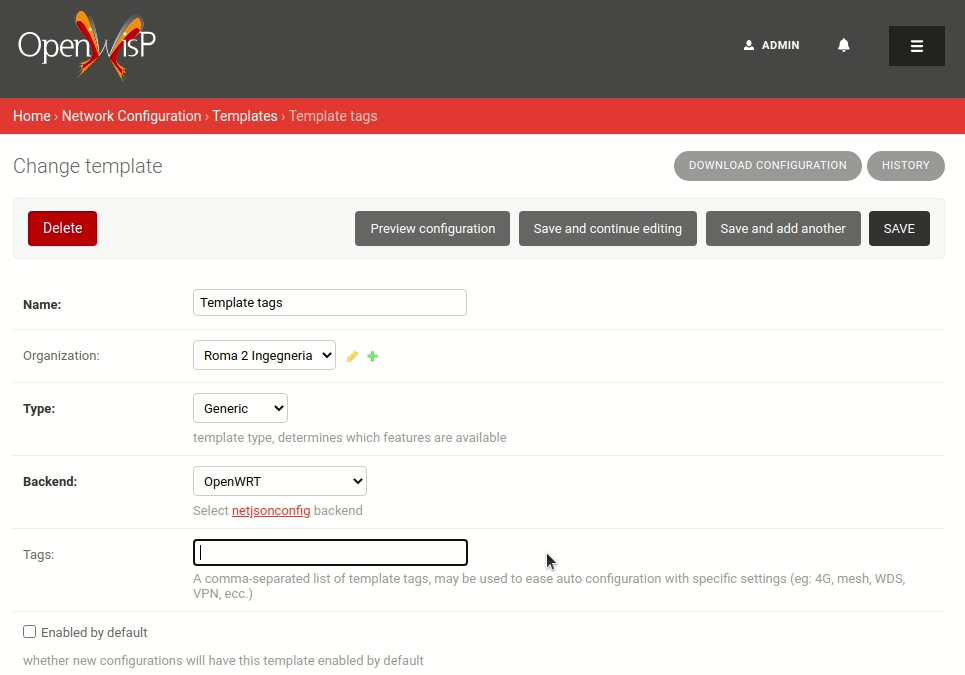 OpenWISP
ADMIN
Home › Network Configuration › Templates › Template tags
Change template
DOWNLOAD CONFIGURATION
HISTORY
Delete
Preview configuration
Save and continue editing
Save and add another
SAVE
Name:
Template tags
Organization:
Roma 2 Ingegneria
Type:
Generic
template type, determines which features are available
Backend:
OpenWRT
Select netjsonconfig backend
Tags:
A comma-separated list of template tags, may be used to ease auto configuration with specific settings (eg: 4G, mesh, WDS,
VPN, ecc.)
Enabled by default
whether new configurations will have this template enabled by default